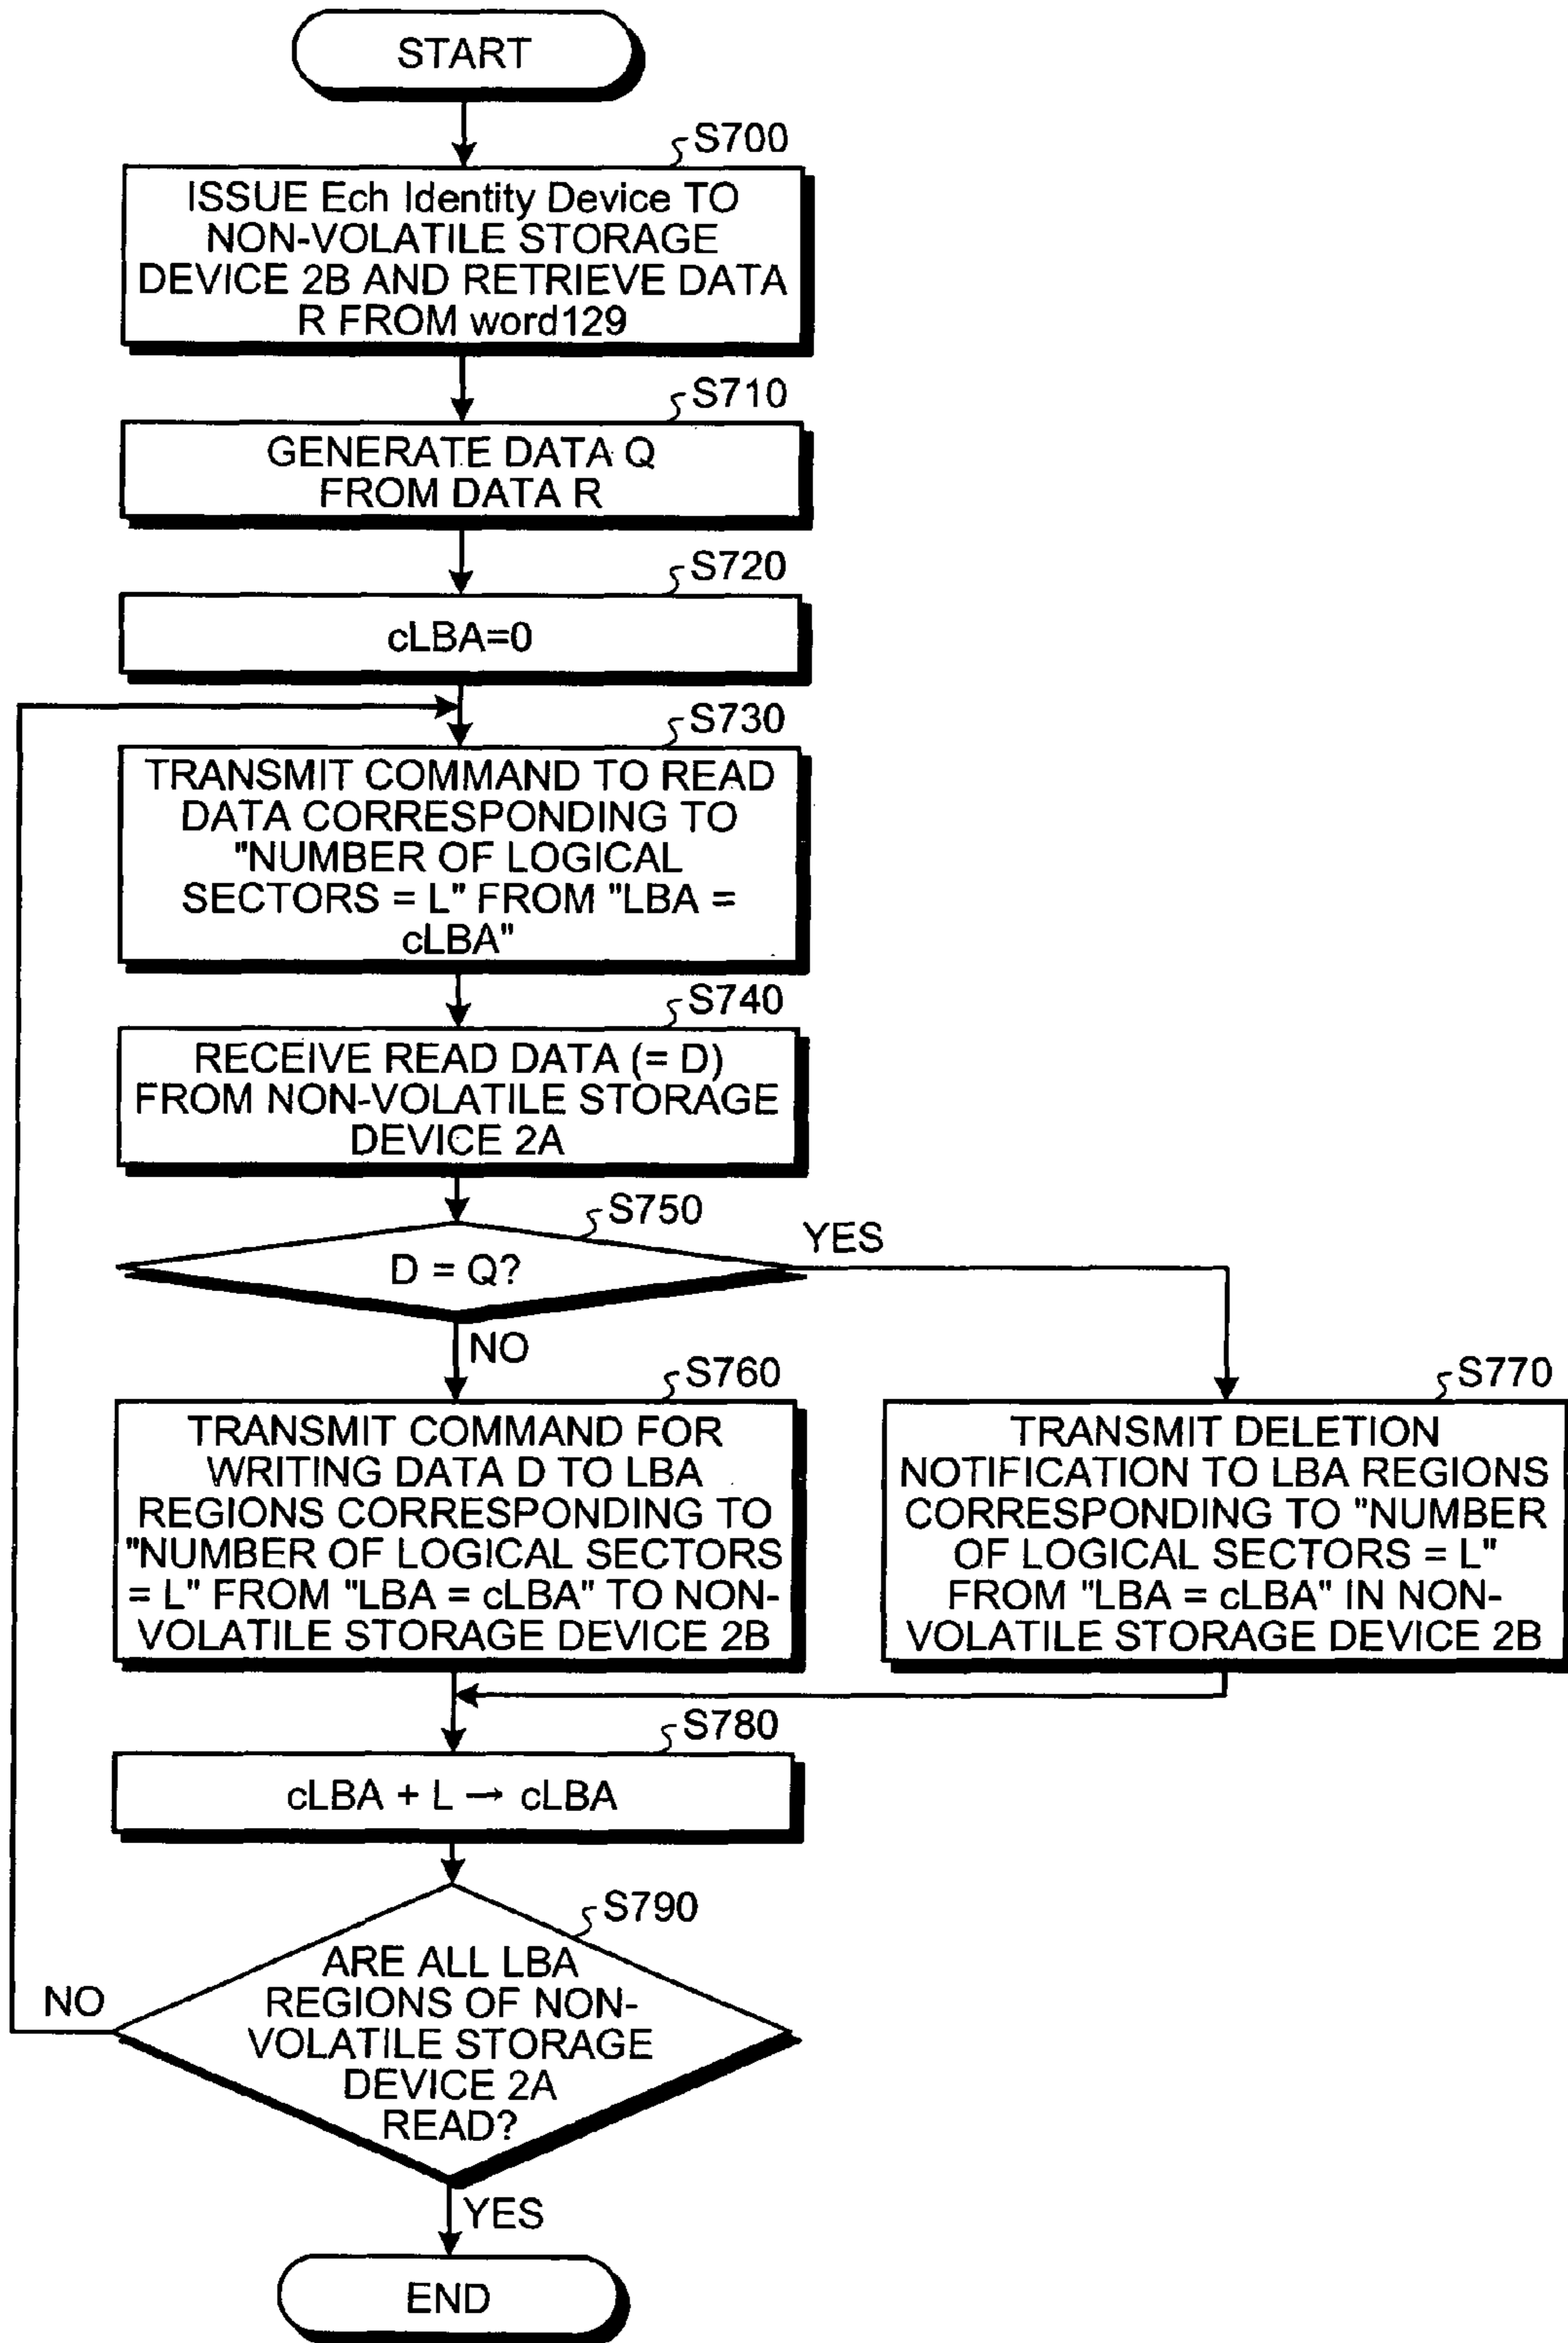 START
S700
ISSUE Ech Identity Device TO
NON-VOLATILE STORAGE
DEVICE 2B AND RETRIEVE DATA
R FROM word129
S710
GENERATE DATA Q
FROM DATA R
S720
cLBA=0
S730
TRANSMIT COMMAND TO READ
DATA CORRESPONDING TO
"NUMBER OF LOGICAL
SECTORS = L" FROM "LBA =
cLBA"
S740
RECEIVE READ DATA (= D)
FROM NON-VOLATILE STORAGE
DEVICE 2A
S750
D = Q?
YES
NO
S760
TRANSMIT COMMAND FOR
WRITING DATA D TO LBA
REGIONS CORRESPONDING TO
"NUMBER OF LOGICAL SECTORS
= L" FROM "LBA = cLBA" TO NON-
VOLATILE STORAGE DEVICE 2B
S770
TRANSMIT DELETION
NOTIFICATION TO LBA REGIONS
CORRESPONDING TO "NUMBER
OF LOGICAL SECTORS = L"
FROM "LBA = cLBA" IN NON-
VOLATILE STORAGE DEVICE 2B
S780
cLBA + L → cLBA
S790
ARE ALL LBA
REGIONS OF NON-
VOLATILE STORAGE
DEVICE 2A
READ?
NO
YES
END